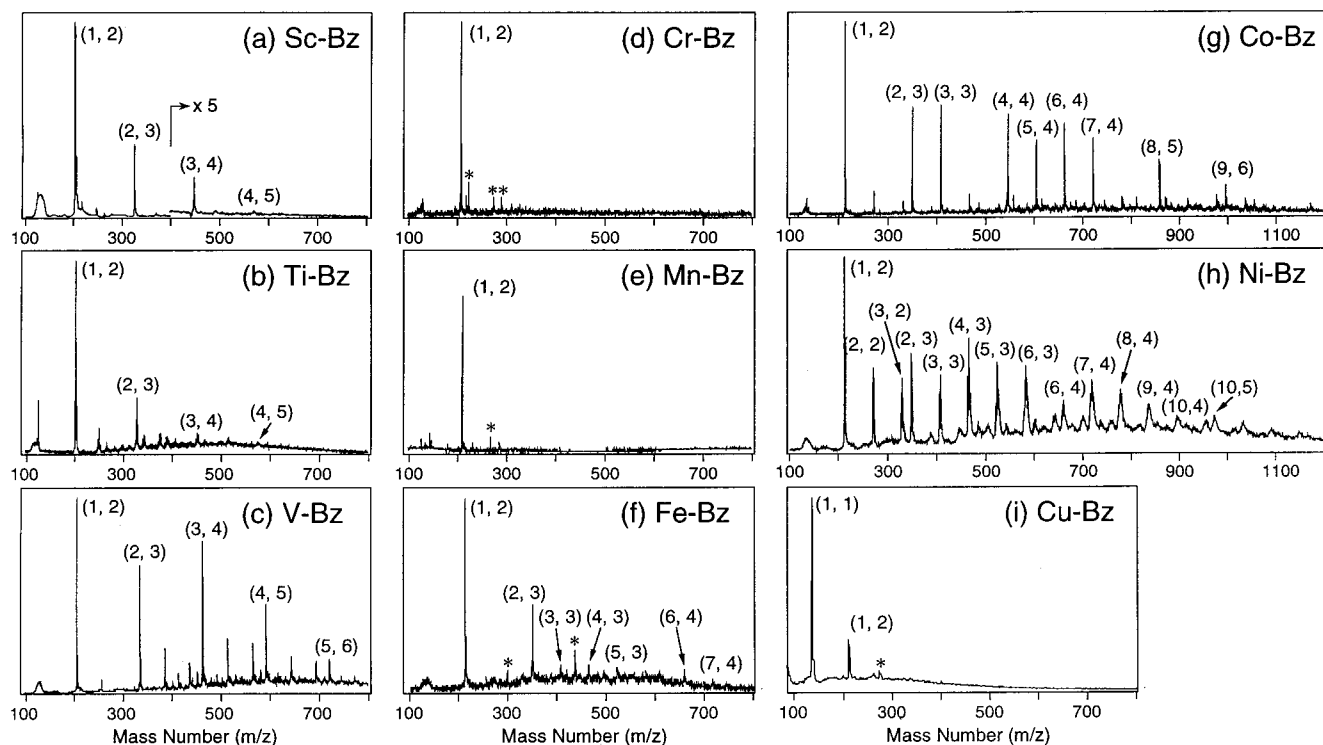 (a) Sc-Bz
(1, 2)
x 5
(2, 3)
(3, 4)
(4, 5)
100 300 500 700
(b) Ti-Bz
(1, 2)
(2, 3)
(3, 4)
(4, 5)
100 300 500 700
(c) V-Bz
(1, 2)
(2, 3)
(3, 4)
(4, 5)
(5, 6)
100 300 500 700
Mass Number (m/z)
(d) Cr-Bz
(1, 2)
* * *
100 300 500 700
(e) Mn-Bz
(1, 2)
*
100 300 500 700
(f) Fe-Bz
(1, 2)
(2, 3)
(3, 3) * (4, 3)
(6, 4)
* (5, 3) (7, 4)
100 300 500 700
Mass Number (m/z)
(g) Co-Bz
(1, 2)
(2, 3) (3, 3) (4, 4) (6, 4)
(5, 4) (7, 4)
(8, 5)
(9, 6)
100 300 500 700 900 1100
(h) Ni-Bz
(1, 2)
(3, 2)
(2, 2) (2, 3) (4, 3)
(3, 3) (5, 3) (6, 3)
(7, 4) (8, 4)
(6, 4) (9, 4) (10, 5)
(10,4)
100 300 500 700 900 1100
(i) Cu-Bz
(1, 1)
(1, 2)
*
100 300 500 700
Mass Number (m/z)